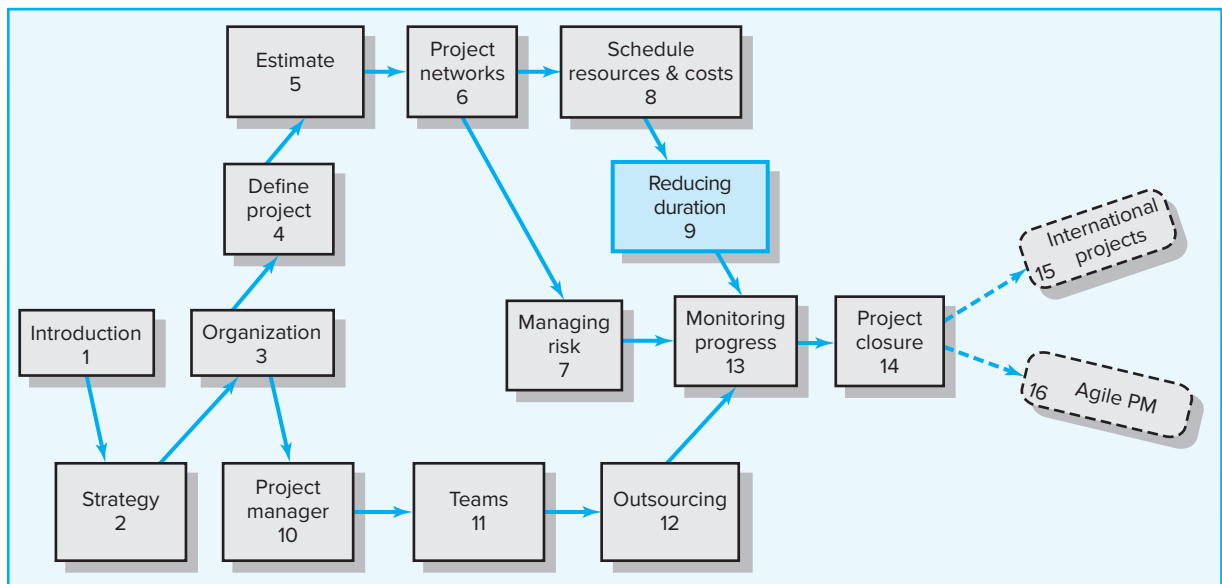 Estimate
5
Project
networks
6
Schedule
resources & costs
8
Define
project
4
Reducing
duration
9
International
projects
15
Introduction
1
Organization
3
Managing
risk
7
Monitoring
progress
13
Project
closure
14
16 Agile PM
Strategy
2
Project
manager
10
Teams
11
Outsourcing
12